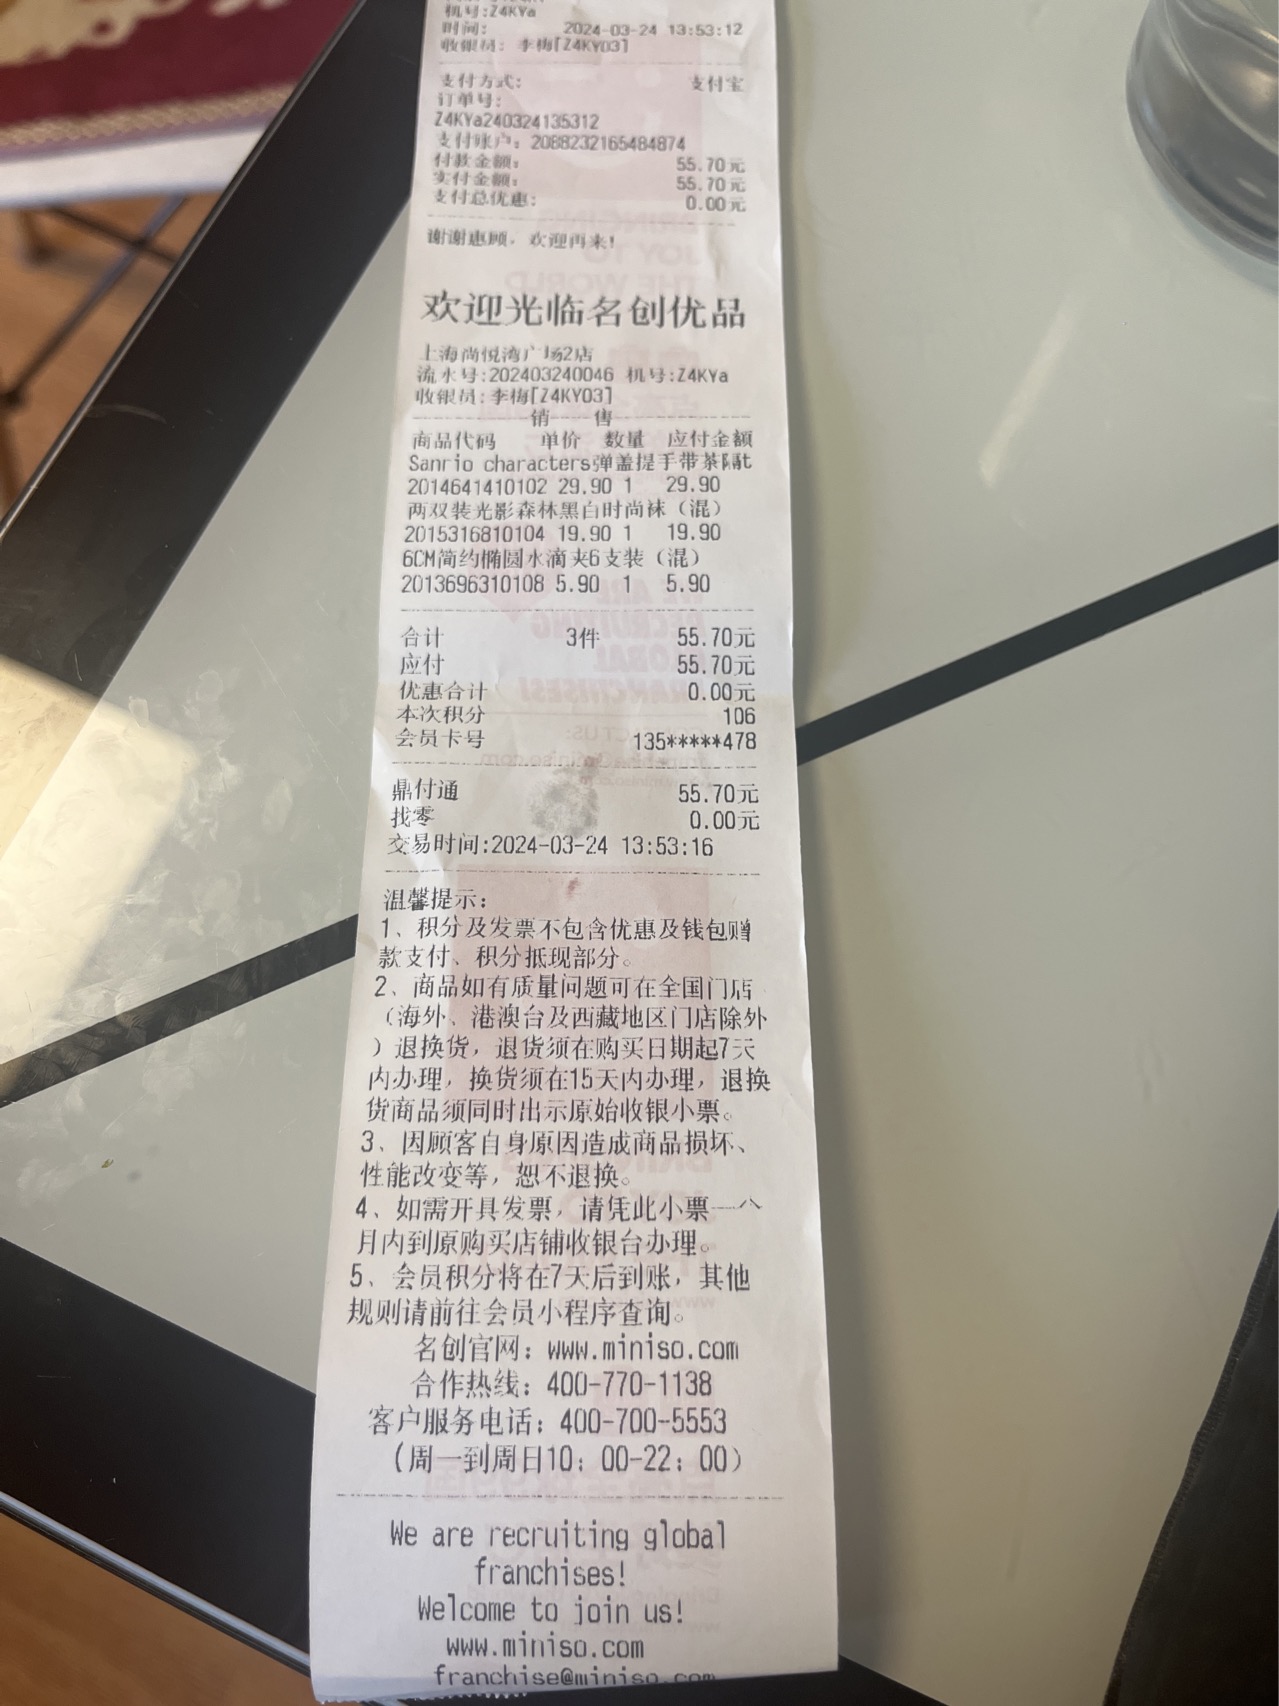 机号:Z4KYa
时间: 2024-03-24 13:53:12
收银员: 李梅[Z4KY03]
支付方式: 支付宝
订单号:
Z4KYa240324135312
支付账户: 2088232165484874
付款金额: 55.70元
实付金额: 55.70元
支付总优惠: 0.00元
谢谢惠顾, 欢迎再来!
欢迎光临名创优品
上海尚悦湾广场2店
流水号:202403240046 机号:Z4KYa
收银员:李梅[Z4KY03]
销 售
商品代码 单价 数量 应付金额
Sanrio characters弹盖提手带茶隔t
2014641410102 29.90 1 29.90
两双装光影森林黑白时尚袜（混）
2015316810104 19.90 1 19.90
6CM简约椭圆水滴夹6支装（混）
2013696310108 5.90 1 5.90
合计 3件 55.70元
应付 55.70元
优惠合计 0.00元
本次积分 106
会员卡号 135*****478
鼎付通 55.70元
找零 0.00元
交易时间:2024-03-24 13:53:16
温馨提示:
1、积分及发票不包含优惠及钱包赠
款支付、积分抵现部分。
2、商品如有质量问题可在全国门店
（海外、港澳台及西藏地区门店除外
）退换货，退货须在购买日期起7天
内办理，换货须在15天内办理，退换
货商品须同时出示原始收银小票。
3、因顾客自身原因造成商品损坏、
性能改变等，恕不退换。
4、如需开具发票，请凭此小票一个
月内到原购买店铺收银台办理。
5、会员积分将在7天后到账，其他
规则请前往会员小程序查询。
名创官网: www.miniso.com
合作热线: 400-770-1138
客户服务电话: 400-700-5553
(周一到周日10: 00-22: 00)
We are recruiting global
franchises!
Welcome to join us!
www.miniso.com
franchise@miniso.com